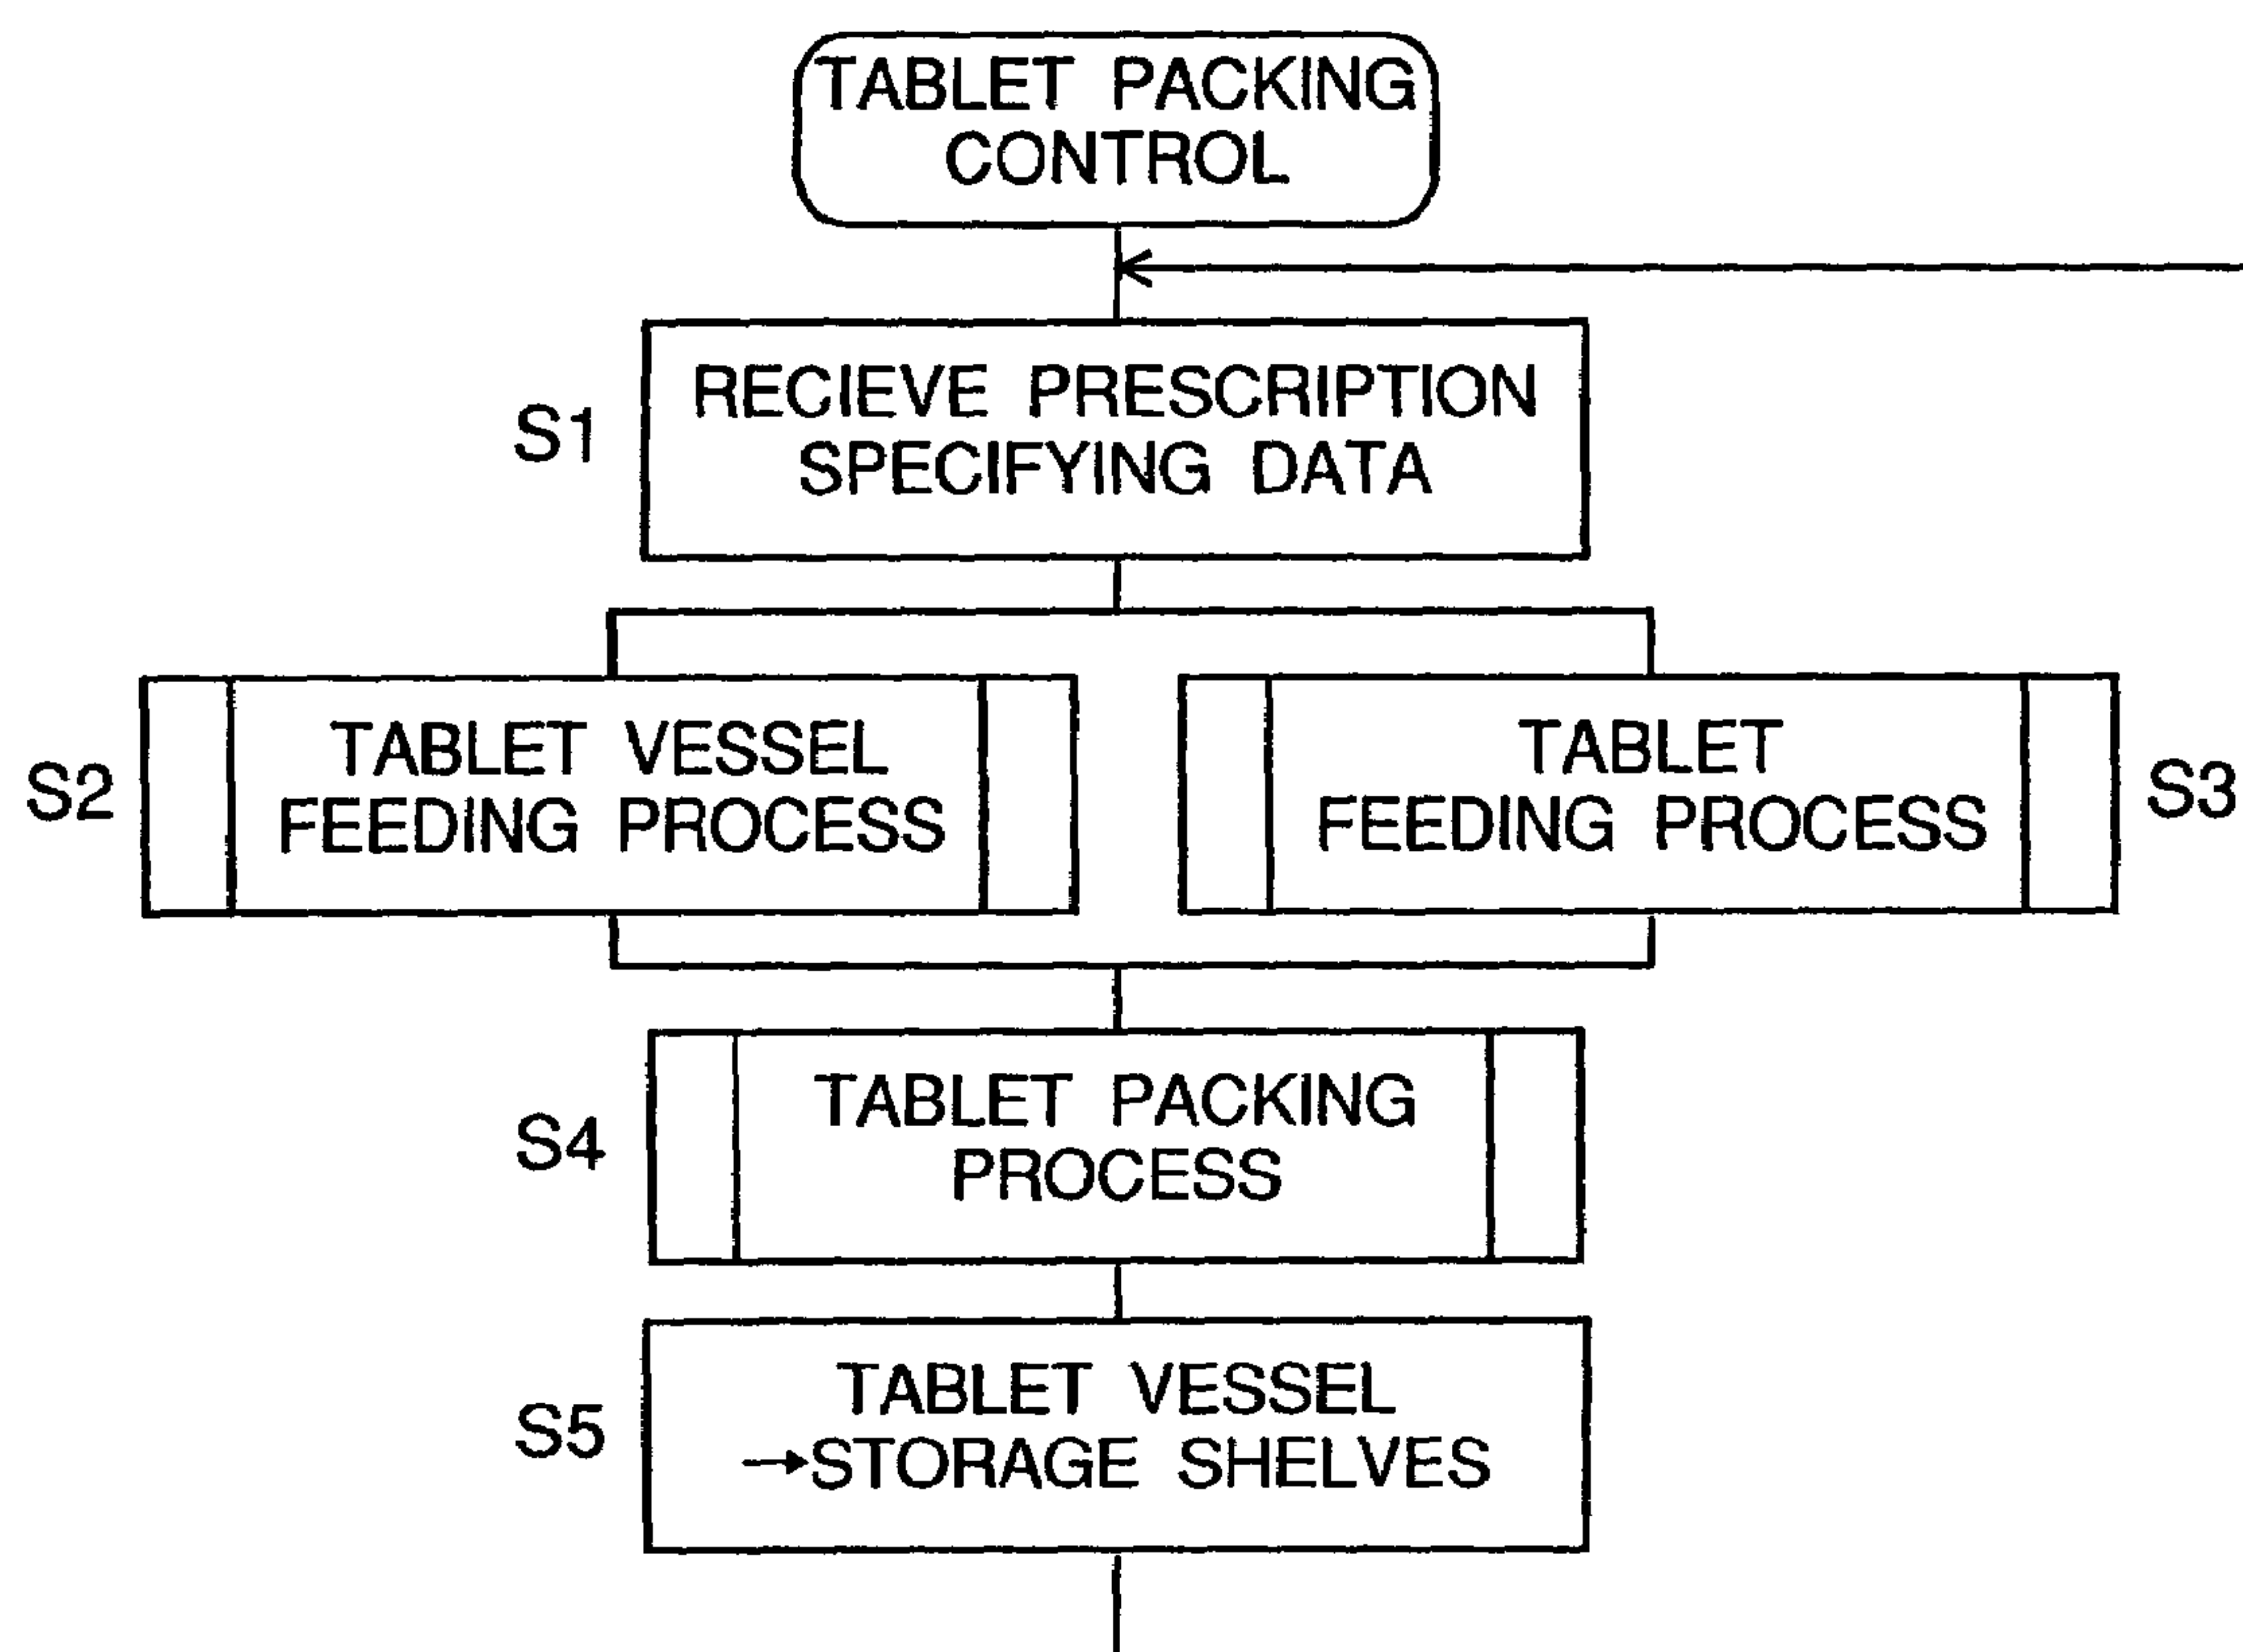 TABLET PACKING
CONTROL
S1
RECIEVE PRESCRIPTION
SPECIFYING DATA
S2
TABLET VESSEL
FEEDING PROCESS
TABLET
FEEDING PROCESS
S3
S4
TABLET PACKING
PROCESS
S5
TABLET VESSEL
→STORAGE SHELVES